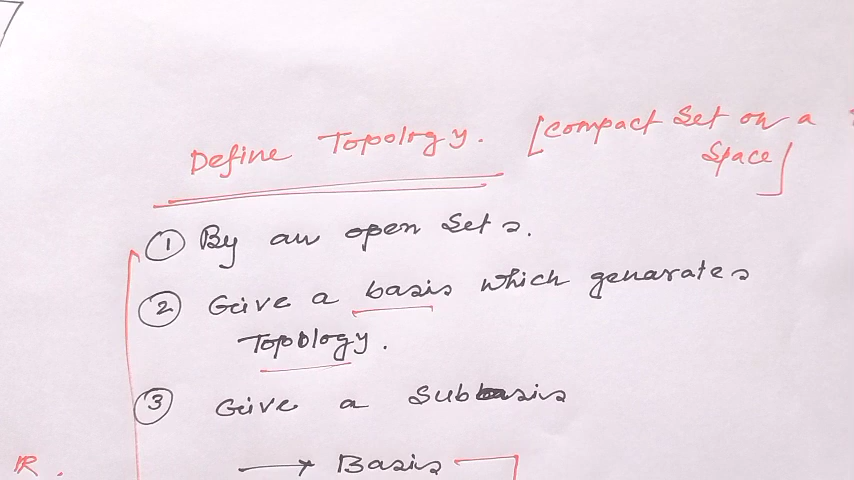 Define Topology. [Compact Set on a
Space]
① By an open Sets.
② Give a basis which genarates
Topology.
③ Give a Subbasis
→ Basis
R.